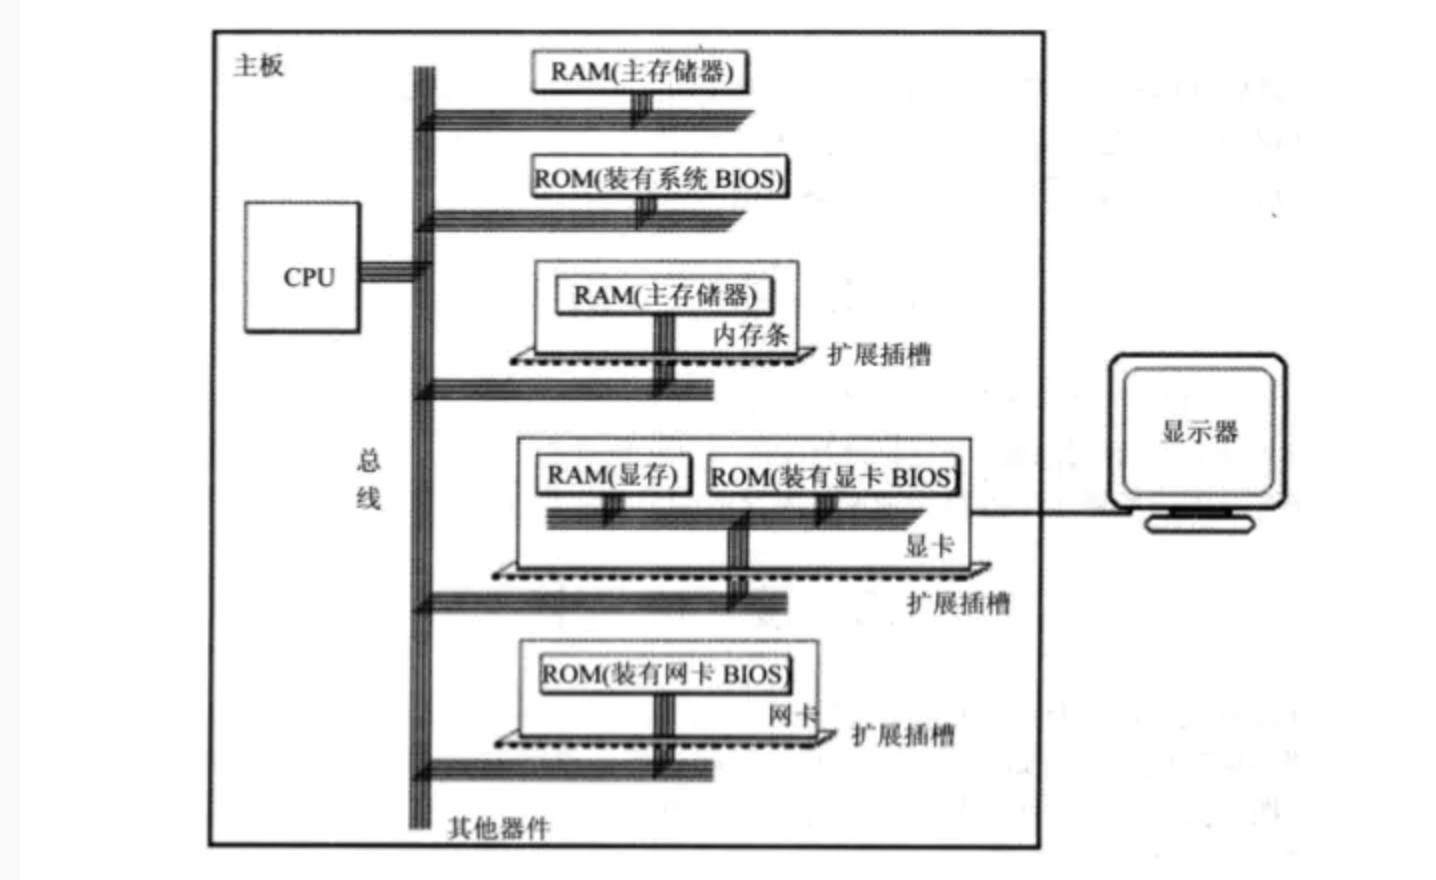 主板
RAM(主存储器)
ROM(装有系统 BIOS)
CPU
RAM(主存储器)
内存条
扩展插槽
总
线
RAM(显存)
ROM(装有显卡 BIOS)
显卡
扩展插槽
显示器
ROM(装有网卡 BIOS)
网卡
扩展插槽
其他器件